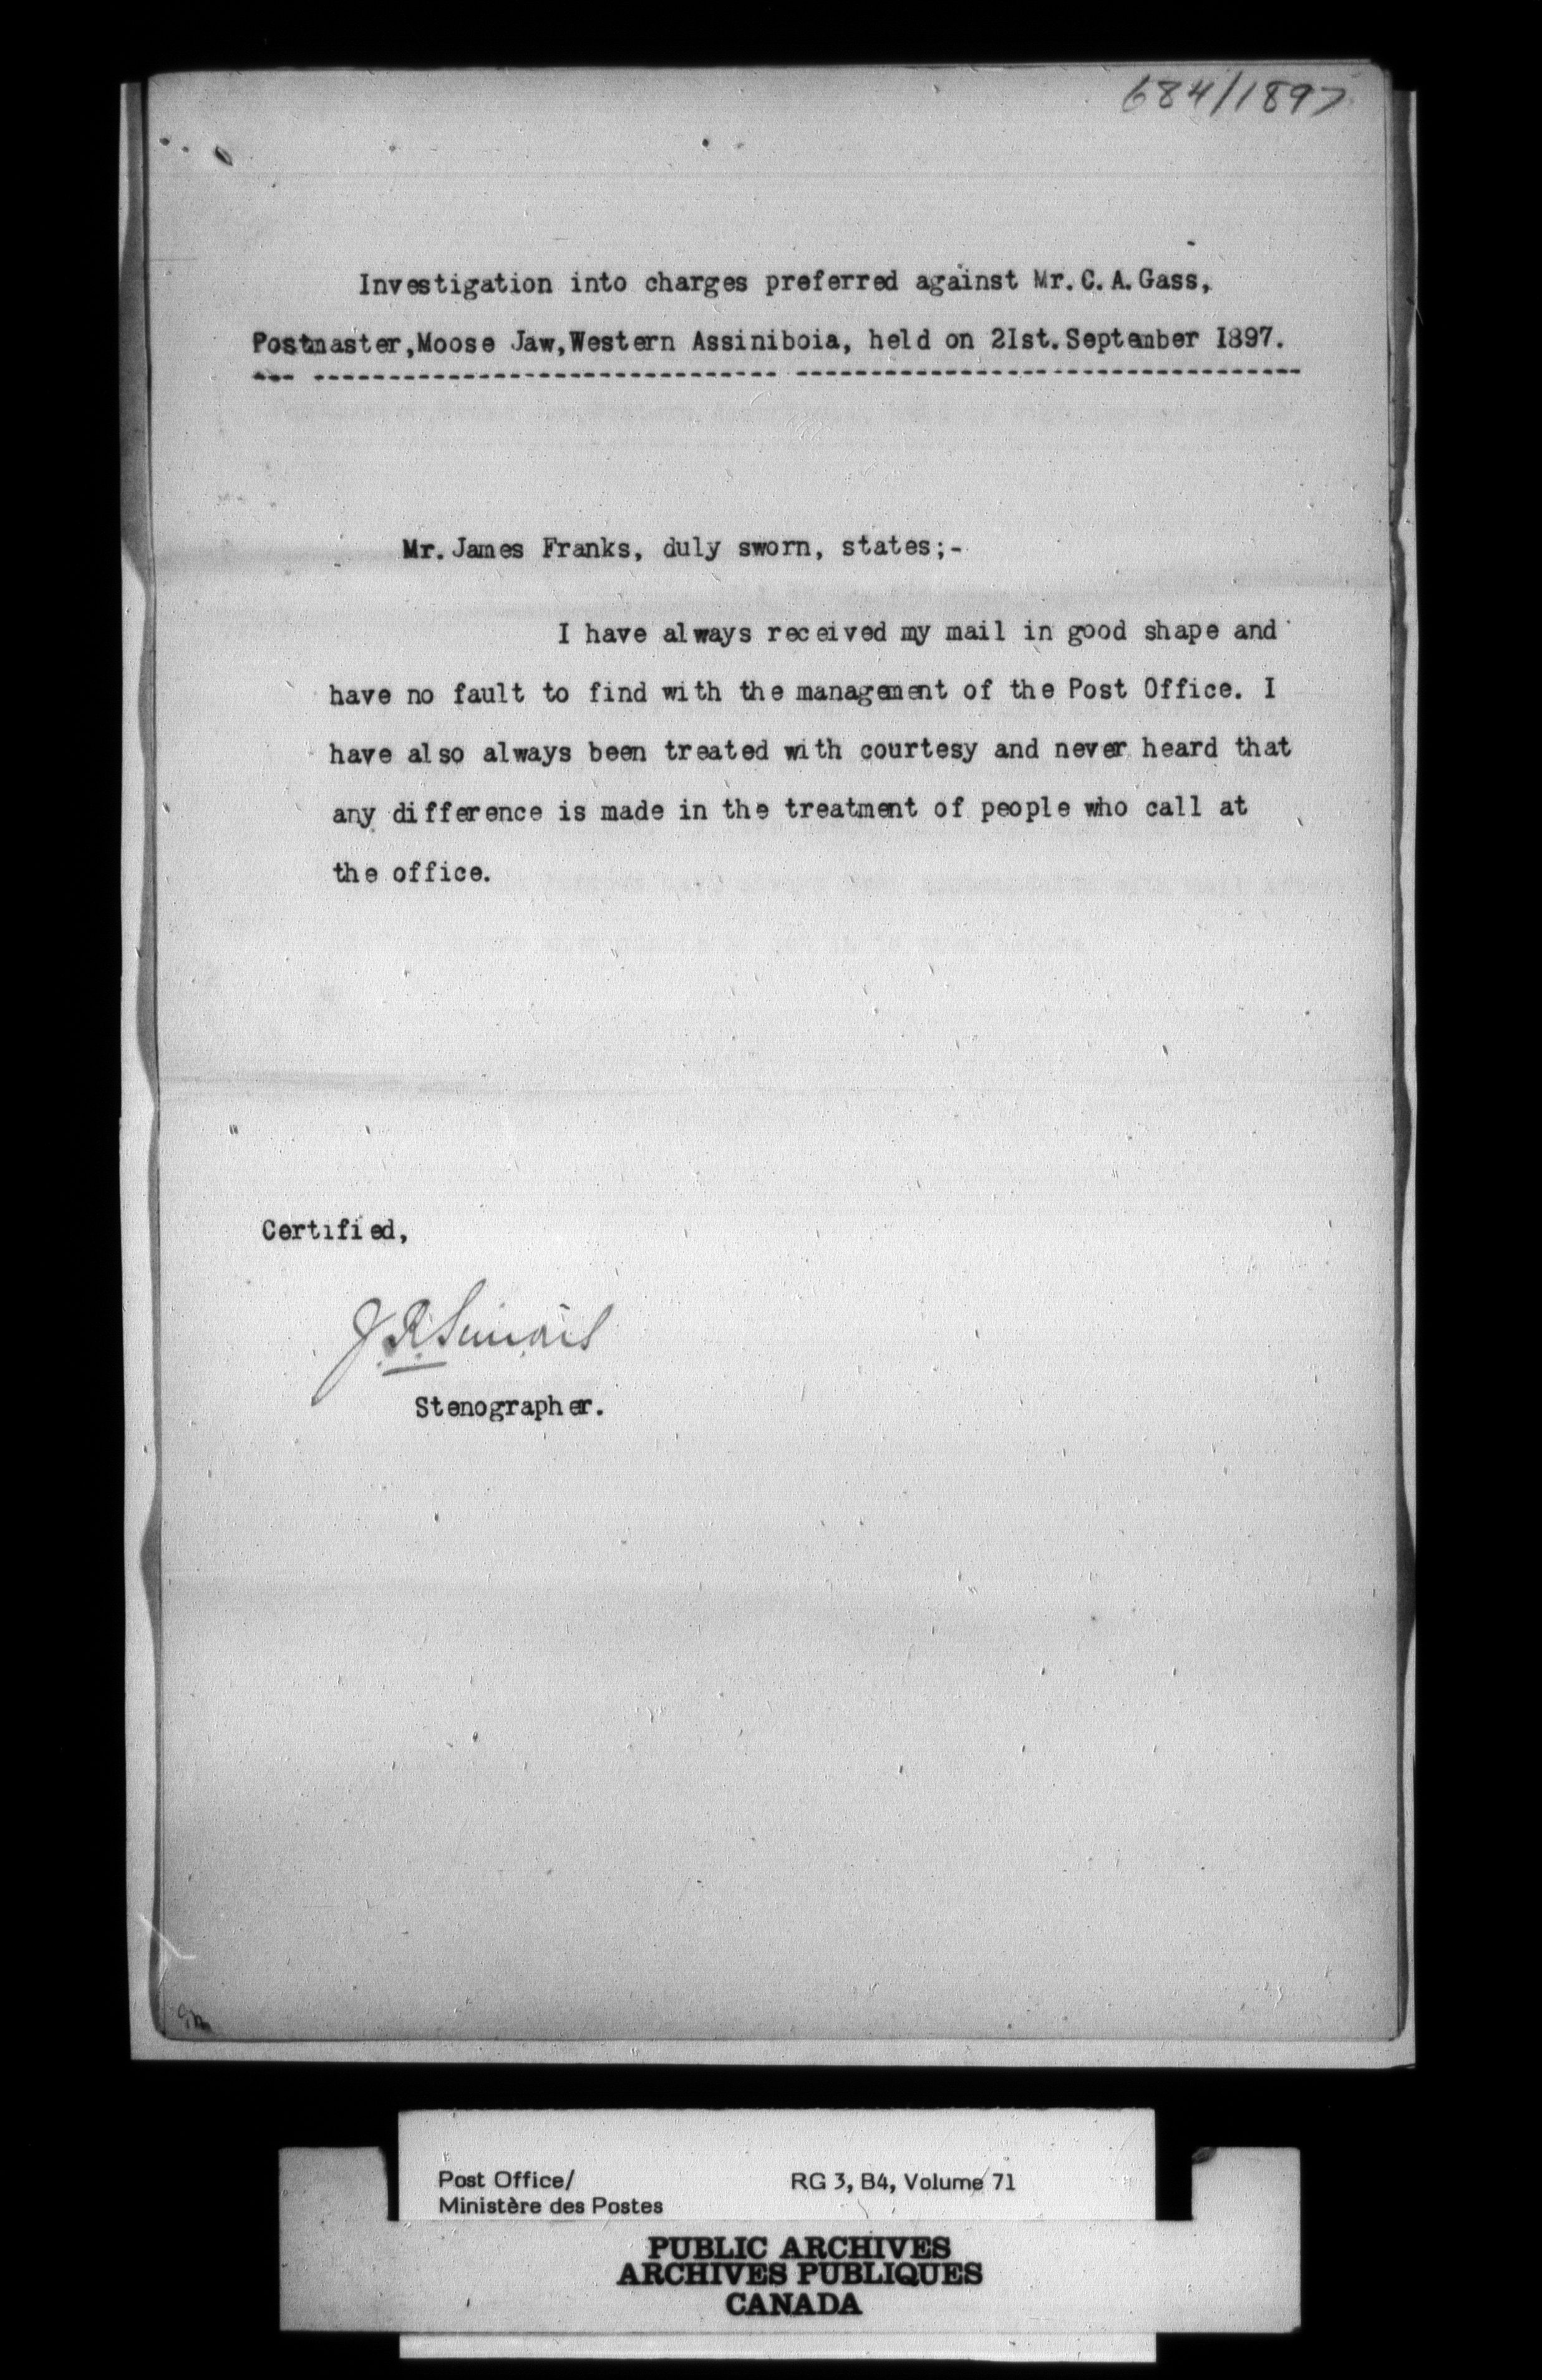 684/1897
Investigation into charges preferred against Mr. C. A. Gass,
Postmaster, Moose Jaw, Western Assiniboia, held on 2Ist. September I897.
Mr. James Franks, duly sworn, states;-
I have always received my mail in good shape and
have no fault to find with the management of the Post Office. I
have also always been treated with courtesy and never heard that
any difference is made in the treatment of people who call at
the office.
Certified,
J. R.
Stenographer.
Post Office/
Ministère des Postes
RG 3, B4, Volume 71
PUBLIC ARCHIVES
ARCHIVES PUBLIQUES
CANADA